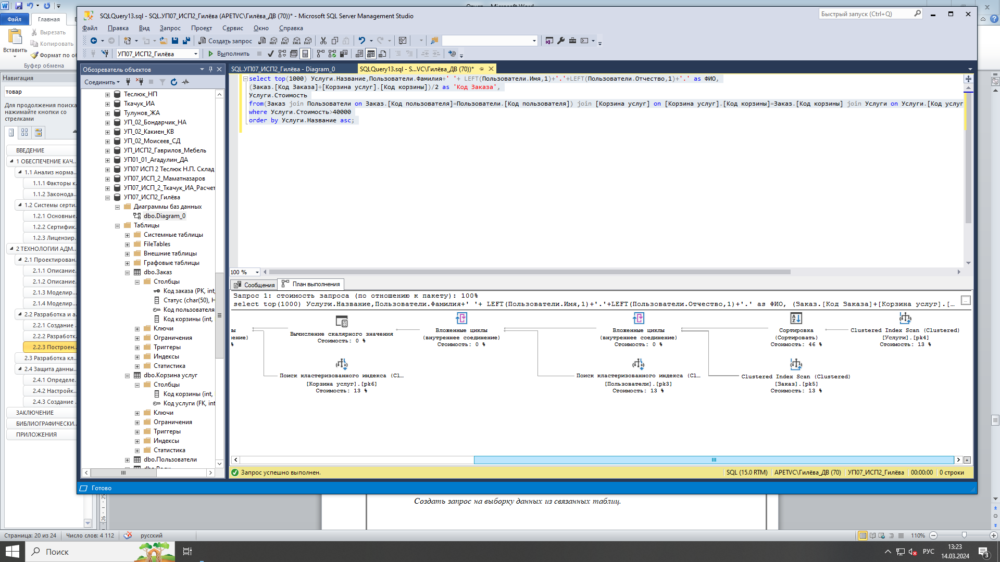 Отчет - Microsoft Word
Файл
Главная
Вырезать
Копировать
Формат по об
Вставить
Буфер обмена
Навигация
товар
Для продолжения поиска
нажимайте кнопки со
стрелками
ВВЕДЕНИЕ
1 ОБЕСПЕЧЕНИЕ КАЧ...
1.1 Анализ норма...
1.1.1 Факторы к...
1.1.2 Законода...
1.2 Системы серти...
1.2.1 Основные...
1.2.2 Сертифик...
1.2.3 Лицензир...
2 ТЕХНОЛОГИИ АДМ...
2.1 Проектирован...
2.1.1 Описание...
2.1.2 Описание...
2.1.3 Моделир...
2.1.4 Моделир...
2.2 Разработка и а...
2.2.1 Создание ...
2.2.2 Разработк...
2.2.3 Построен...
2.3 Разработка кл...
2.4 Защита данны...
2.4.1 Определе...
2.4.2 Настройк...
2.4.3 Создание ...
ЗАКЛЮЧЕНИЕ
БИБЛИОГРАФИЧЕСКИ...
ПРИЛОЖЕНИЯ
SQLQuery13.sql - SQL.УП07_ИСП2_Гилёва (APETVC\Гилёва_ДВ (70))* - Microsoft SQL Server Management Studio
Быстрый запуск (Ctrl+Q)
Файл Правка Вид Запрос Проект Сервис Окно Справка
Создать запрос
УП07_ИСП2_Гилёва
Выполнить
Обозреватель объектов
Соединить
Теслюк_НП
Ткачук_ИА
Тулунов_ЖА
УП_02_Бондарчик_НА
УП_02_Какиен_КВ
УП_02_Моисеев_СД
УП_ИСП2_Гаврилов_Мебель
УП01_01_Агадулин_ДА
УП07 ИСП 2 Теслюк Н.П. Склад
УП07_ИСП_2_Маматназаров
УП07_ИСП_2_Ткачук_ИА_Расчет
УП07_ИСП2_Гилёва
Диаграммы баз данных
dbo.Diagram_0
Таблицы
Системные таблицы
FileTables
Внешние таблицы
Графовые таблицы
dbo.Заказ
Столбцы
Код заказа (PK, int,
Статус (char(50), Н
Код пользователя
Код корзины (int,
Ключи
Ограничения
Триггеры
Индексы
Статистика
dbo.Корзина услуг
Столбцы
Код корзины (int,
Код услуги (FK, int
Ключи
Ограничения
Триггеры
Индексы
Статистика
dbo.Пользователи
SQL.УП07_ИСП2_Гилёва - Diagram_0
SQLQuery13.sql - S...VC\Гилёва_ДВ (70))*
select top(1000) Услуги.Название,Пользователи.Фамилия+' '+ LEFT(Пользователи.Имя,1)+'.'+LEFT(Пользователи.Отчество,1)+'.' as ФИО,
(Заказ.[Код Заказа]+[Корзина услуг].[Код корзины])/2 as 'Код Заказа',
Услуги.Стоимость
from(Заказ join Пользователи on Заказ.[Код пользователя]=Пользователи.[Код пользователя]) join [Корзина услуг] on [Корзина услуг].[Код корзины]=Заказ.[Код корзины] join Услуги on Услуги.[Код услуг
where Услуги.Стоимость>40000
order by Услуги.Название asc;
100 %
Сообщения
План выполнения
Запрос 1: стоимость запроса (по отношению к пакету): 100%
select top(1000) Услуги.Название,Пользователи.Фамилия+' '+ LEFT(Пользователи.Имя,1)+'.'+LEFT(Пользователи.Отчество,1)+'.' as ФИО, (Заказ.[Код Заказа]+[Корзина услуг].[...
Вычисление скалярного значения
Стоимость: 0 %
Вложенные циклы
(внутреннее соединение)
Стоимость: 0 %
Вложенные циклы
(внутреннее соединение)
Стоимость: 0 %
Сортировка
(Сортировать)
Стоимость: 46 %
Clustered Index Scan (Clustered)
[Услуги].[pk4]
Стоимость: 13 %
Поиск кластеризованного индекса (Cl...
[Корзина услуг].[pk6]
Стоимость: 13 %
Поиск кластеризованного индекса (Cl...
[Пользователи].[pk3]
Стоимость: 13 %
Clustered Index Scan (Clustered)
[Заказ].[pk5]
Стоимость: 13 %
Запрос успешно выполнен.
SQL (15.0 RTM)
APETVC\Гилёва_ДВ (70)
УП07_ИСП2_Гилёва
00:00:00
0 строки
Готово
Создать запрос на выборку данных из связанных таблиц.
Страница: 20 из 24
Число слов: 4 112
русский
110%
Поиск
РУС
13:23
14.03.2024
3